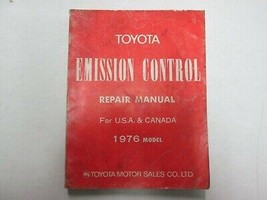 TOYOTA
EMISSION CONTROL
REPAIR MANUAL
For U.S.A. & CANADA
1976 MODEL
TOYOTA MOTOR SALES CO., LTD